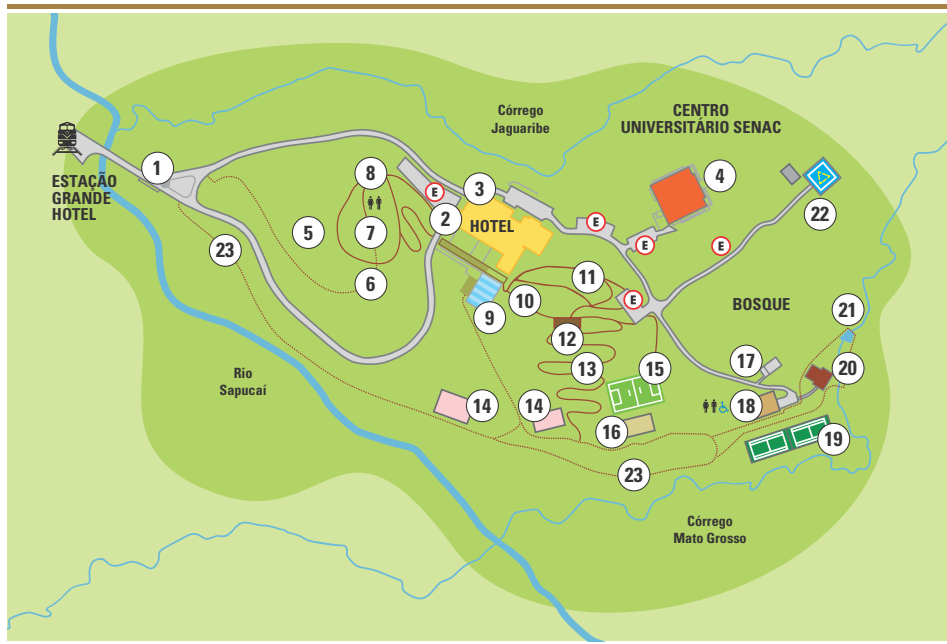 Córrego
Jaguaribe
CENTRO
UNIVERSITÁRIO SENAC
1
ESTAÇÃO
GRANDE
HOTEL
8
E
3
2
HOTEL
4
E
E
E
22
23
5
7
6
9
10
11
E
BOSQUE
21
12
13
15
17
20
Rio
Sapucaí
14
14
16
18
19
23
Córrego
Mato Grosso